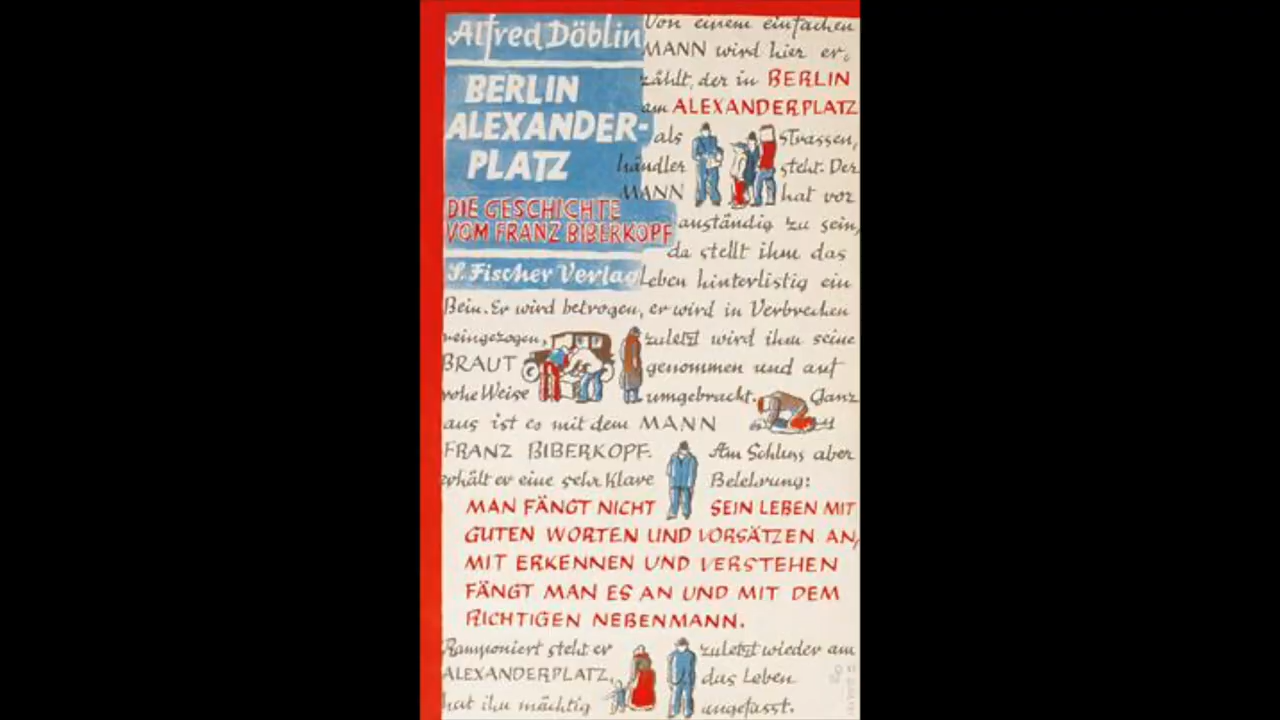 Alfred Döblin
BERLIN
ALEXANDER-
PLATZ
DIE GESCHICHTE
VOM FRANZ BIBERKOPF
S. Fischer Verlag
Von einem einfachen
MANN wird hier er-
zählt, der in BERLIN
am ALEXANDERPLATZ
als Strassen,
händler steht. Der
MANN hat vor
anständig zu sein,
da stellt ihm das
Leben hinterlistig ein
Bein. Er wird betrogen, er wird in Verbrechen
reingezogen, zuletzt wird ihm seine
BRAUT genommen und auf
rohe Weise umgebracht. Ganz
aus ist es mit dem MANN
FRANZ BIBERKOPF.
Am Schluss aber
erhält er eine sehr klare Belehrung:
MAN FÄNGT NICHT SEIN LEBEN MIT
GUTEN WORTEN UND VORSÄTZEN AN,
MIT ERKENNEN UND VERSTEHEN
FÄNGT MAN ES AN UND MIT DEM
RICHTIGEN NEBENMANN.
Ramponiert steht er zuletzt wieder am
ALEXANDERPLATZ, das Leben
hat ihn mächtig angefasst.